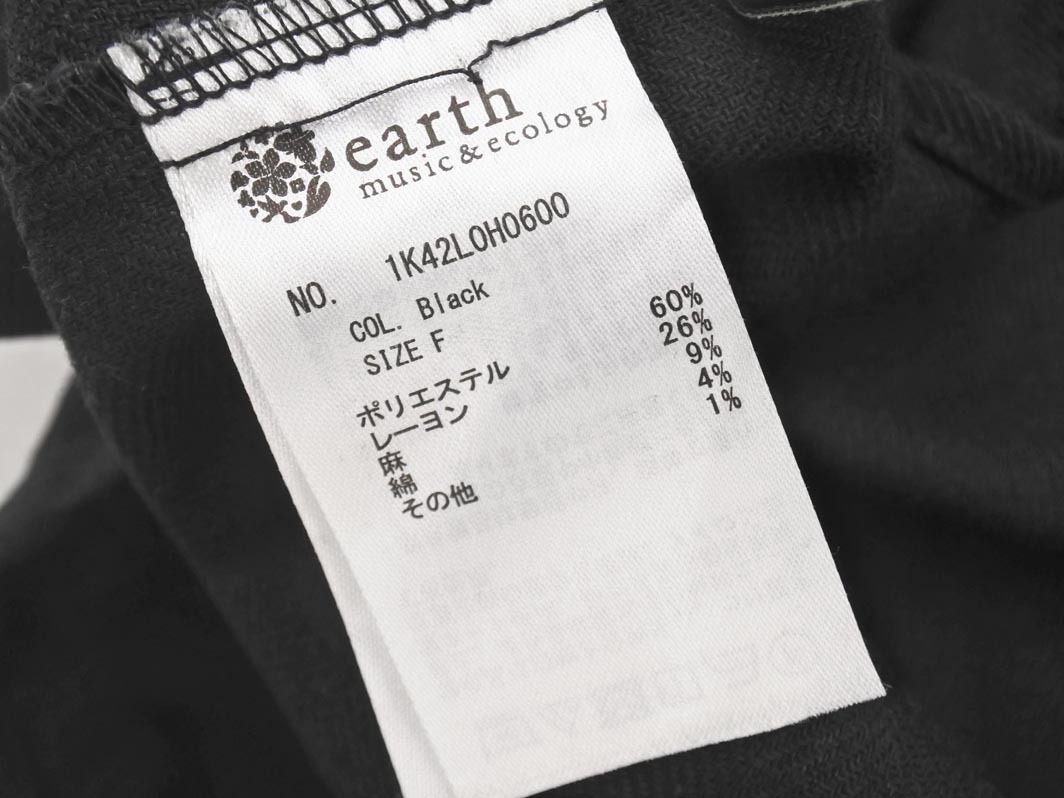 earth
music & ecology
NO. 1K42L0H0600
COL. Black
SIZE F
ポリエステル 60%
レーヨン 26%
麻 9%
綿 4%
その他 1%